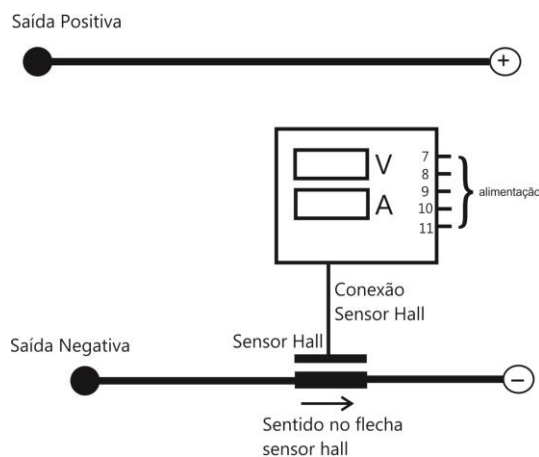 Saída Positiva
+
V
A
7
8
9
10
11
alimentação
Conexão
Sensor Hall
Sensor Hall
Saída Negativa
−
Sentido no flecha
sensor hall